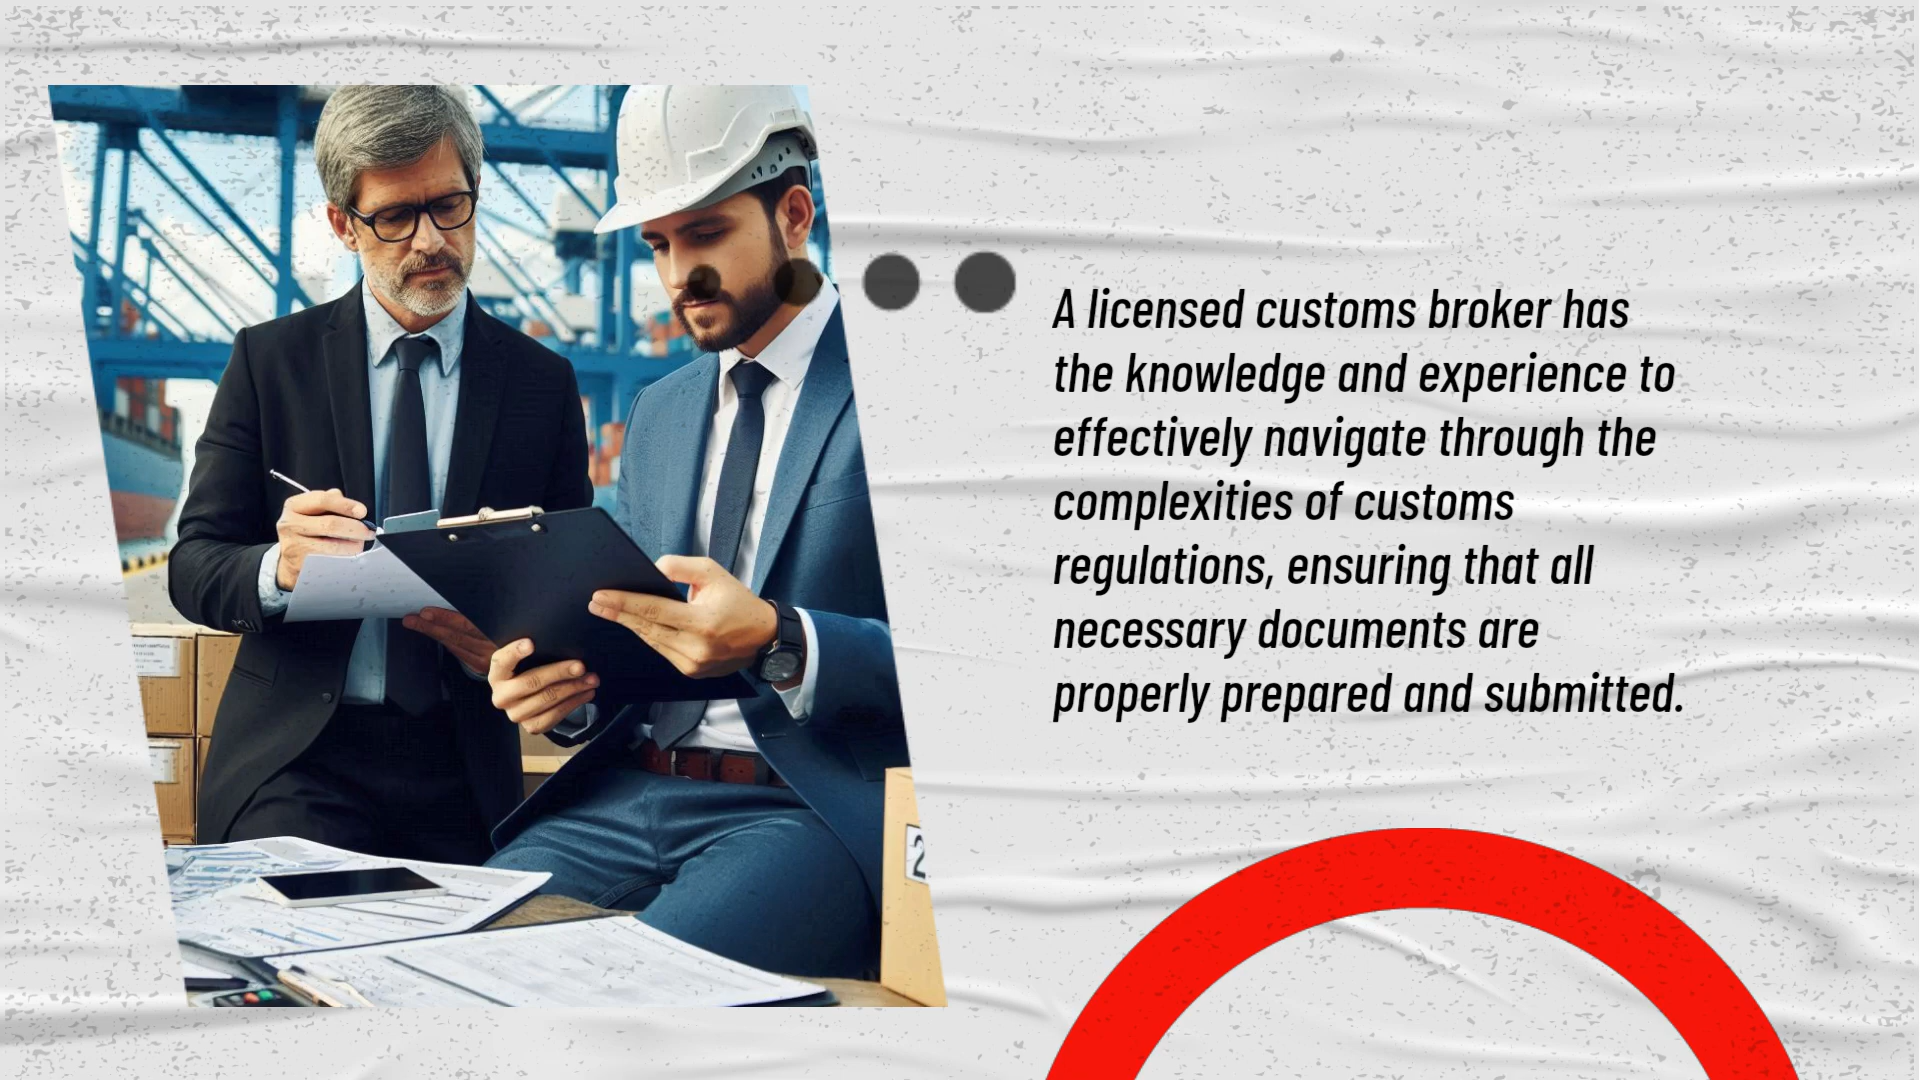 A licensed customs broker has
the knowledge and experience to
effectively navigate through the
complexities of customs
regulations, ensuring that all
necessary documents are
properly prepared and submitted.
2